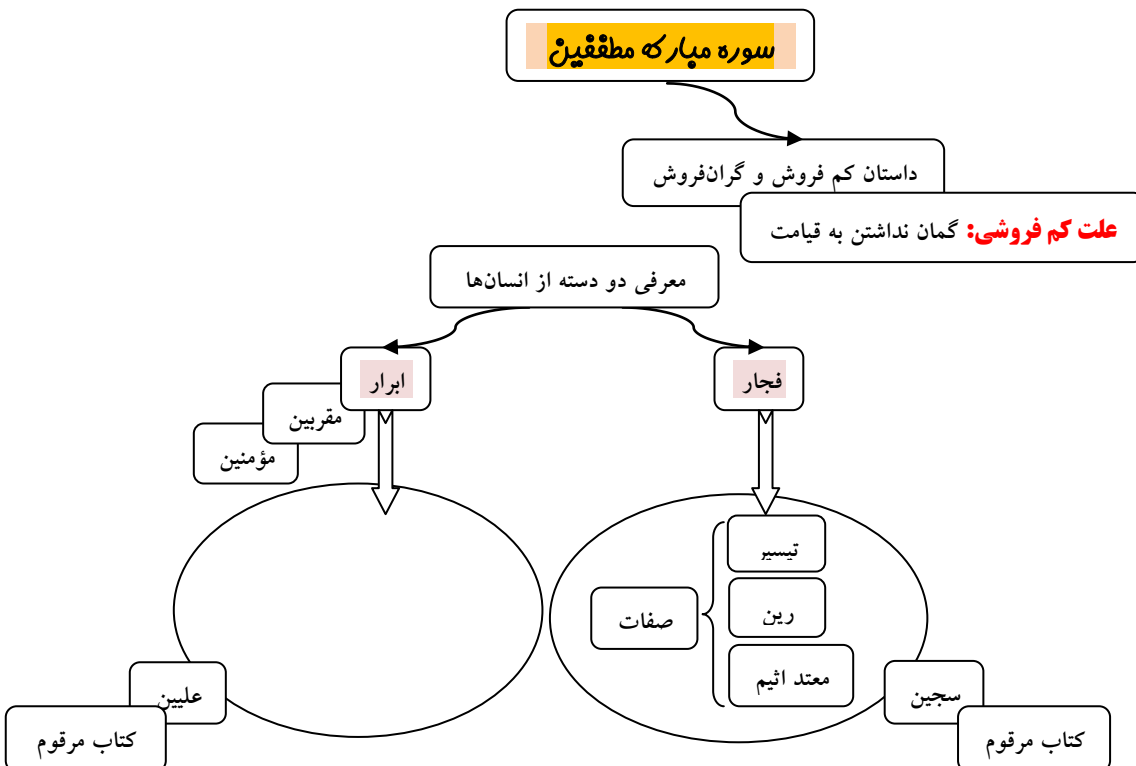 سوره مبارکه مطففین
داستان کم فروش و گران‌فروش
علت کم فروشی: گمان نداشتن به قیامت
معرفی دو دسته از انسان‌ها
فجار
ابرار
مقربین
مؤمنین
تیسیر
رین
معتد اثیم
صفات
سجین
کتاب مرقوم
علیین
کتاب مرقوم